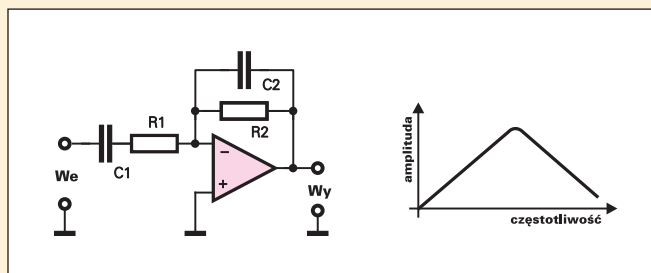 C2
R1
R2
We
C1
Wy
−
+
amplituda
częstotliwość